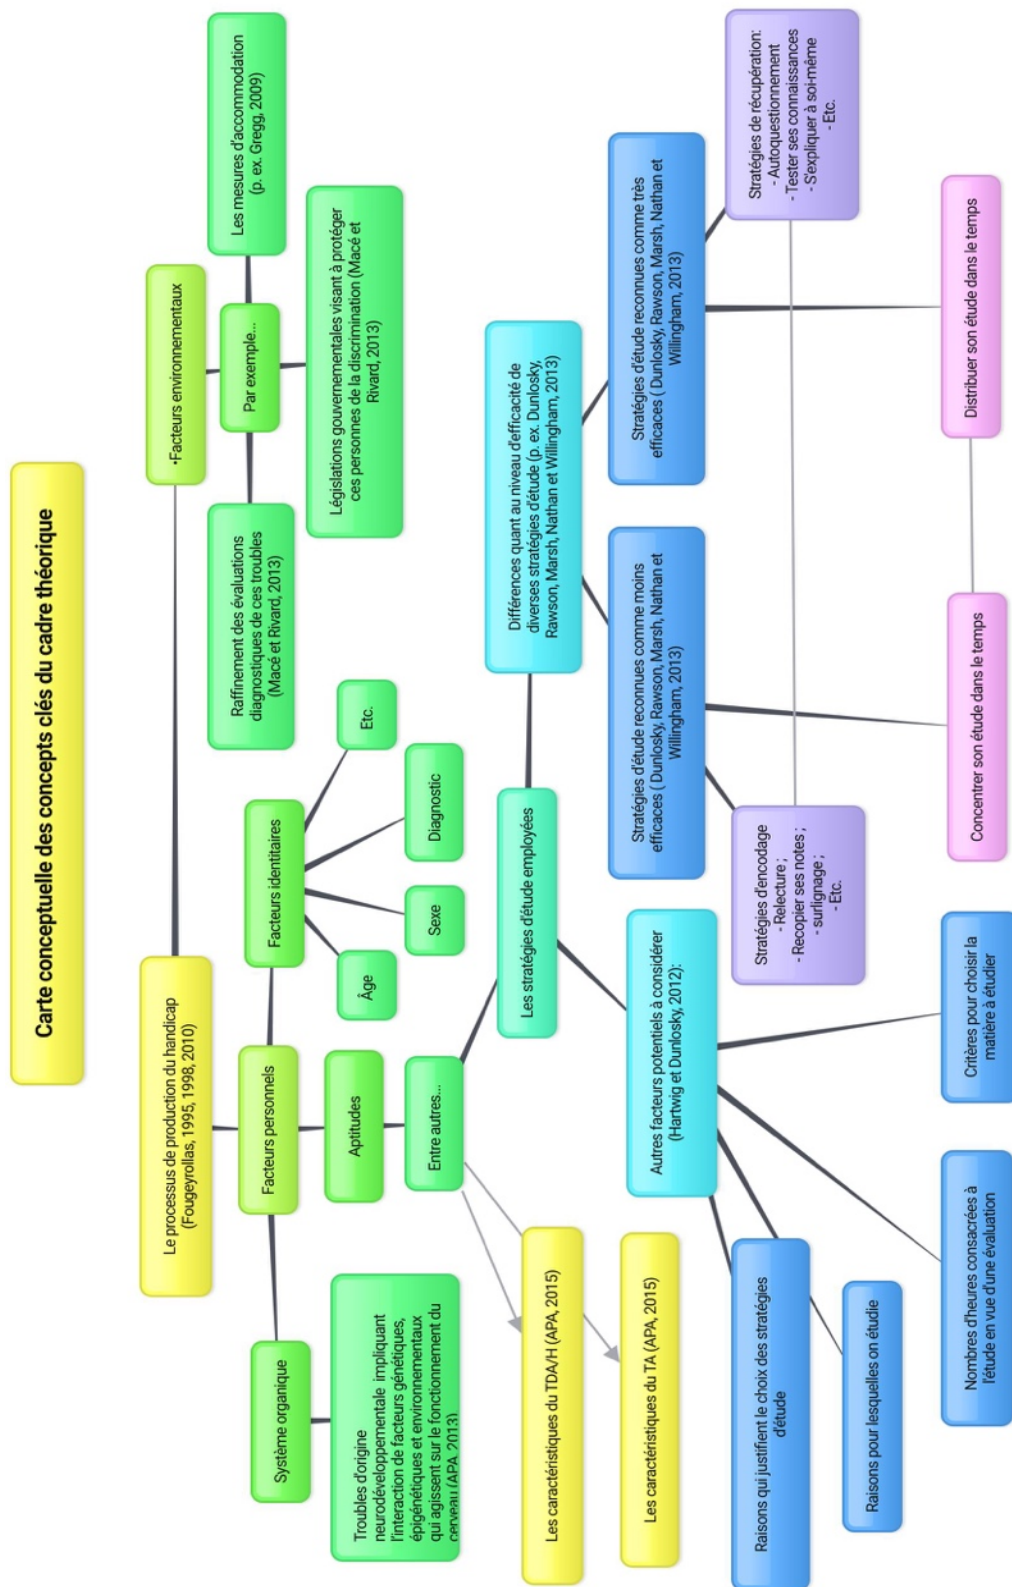 Carte conceptuelle des concepts clés du cadre théorique
Le processus de production du handicap
(Fougeyrollas, 1995, 1998, 2010)
•Facteurs environnementaux
Système organique
Facteurs personnels
Facteurs identitaires
Raffinement des évaluations
diagnostiques de ces troubles
(Macé et Rivard, 2013)
Par exemple...
Les mesures d'accommodation
(p. ex. Gregg, 2009)
Législations gouvernementales visant à protéger
ces personnes de la discrimination (Macé et
Rivard, 2013)
Troubles d'origine
neurodéveloppementale impliquant
l'interaction de facteurs génétiques,
épigénétiques et environnementaux
qui agissent sur le fonctionnement du
cerveau (APA, 2013)
Aptitudes
Âge
Sexe
Diagnostic
Etc.
Entre autres...
Les caractéristiques du TDA/H (APA, 2015)
Les caractéristiques du TA (APA, 2015)
Les stratégies d'étude employées
Différences quant au niveau d'efficacité de
diverses stratégies d'étude (p. ex. Dunlosky,
Rawson, Marsh, Nathan et Willingham, 2013)
Autres facteurs potentiels à considérer
(Hartwig et Dunlosky, 2012):
Stratégies d'étude reconnues comme moins
efficaces ( Dunlosky, Rawson, Marsh, Nathan et
Willingham, 2013)
Stratégies d'étude reconnues comme très
efficaces ( Dunlosky, Rawson, Marsh, Nathan et
Willingham, 2013)
Raisons qui justifient le choix des stratégies
d'étude
Raisons pour lesquelles on étudie
Nombres d'heures consacrées à
l'étude en vue d'une évaluation
Critères pour choisir la
matière à étudier
Stratégies d'encodage
- Relecture ;
- Recopier ses notes ;
- surlignage ;
- Etc.
Stratégies de récupération:
- Autoquestionnement
- Tester ses connaissances
- S'expliquer à soi-même
- Etc.
Concentrer son étude dans le temps
Distribuer son étude dans le temps